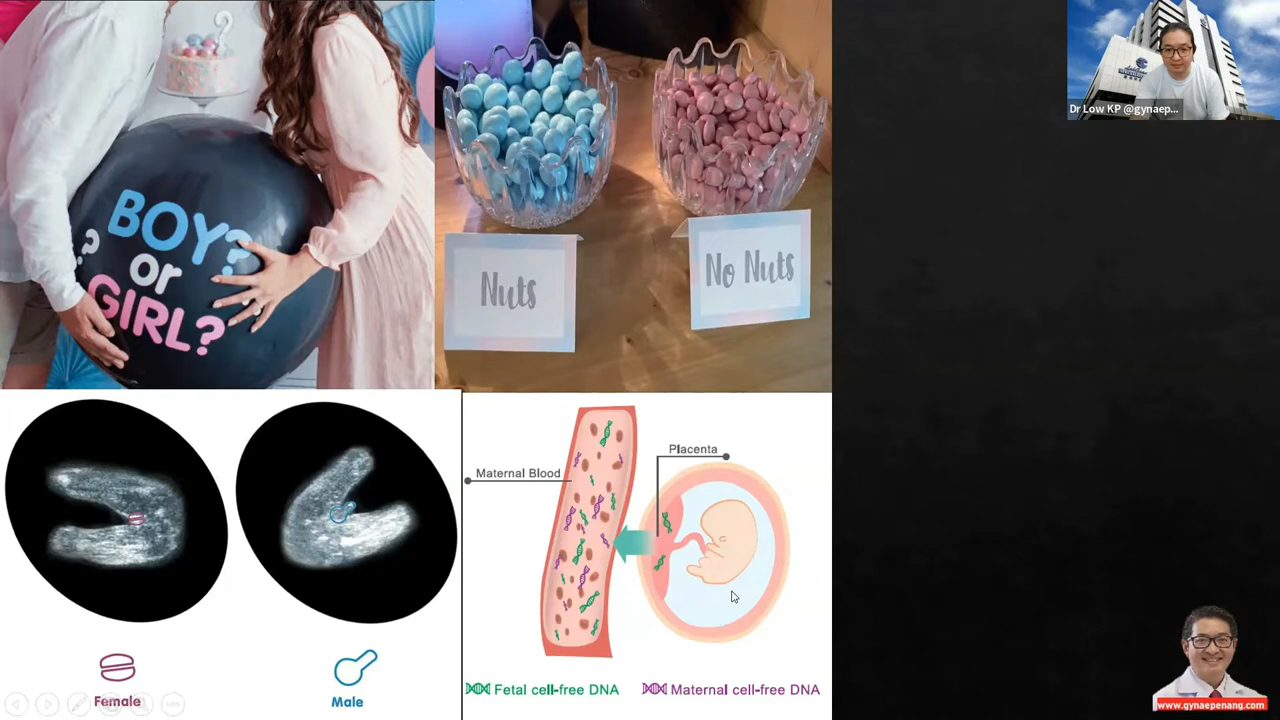 BOY?
or
GIRL?
?
?
Nuts
No Nuts
Dr Low KP @gynaep...
Maternal Blood
Placenta
Female
Male
Fetal cell-free DNA
Maternal cell-free DNA
www.gynaepenang.com